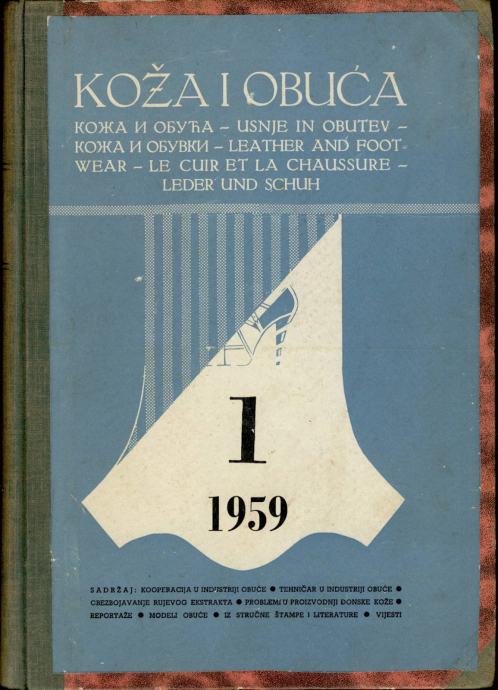 KOŽA I OBUĆA
КОЖА И ОБУЋА – USNJE IN OBUTEV –
КОЖА И ОБУВКИ – LEATHER AND FOOT-
WEAR – LE CUIR ET LA CHAUSSURE –
LEDER UND SCHUH
1
1959
SADRŽAJ: KOOPERACIJA U INDUSTRIJI OBUĆE ● TEHNIČAR U INDUSTRIJI OBUĆE ●
OBEZBOJAVANJE RUJEVOG EKSTRAKTA ● PROBLEMI U PROIZVODNJI ĐONSKE KOŽE ●
REPORTAŽE ● MODELI OBUĆE ● IZ STRUČNE ŠTAMPE I LITERATURE ● VIJESTI